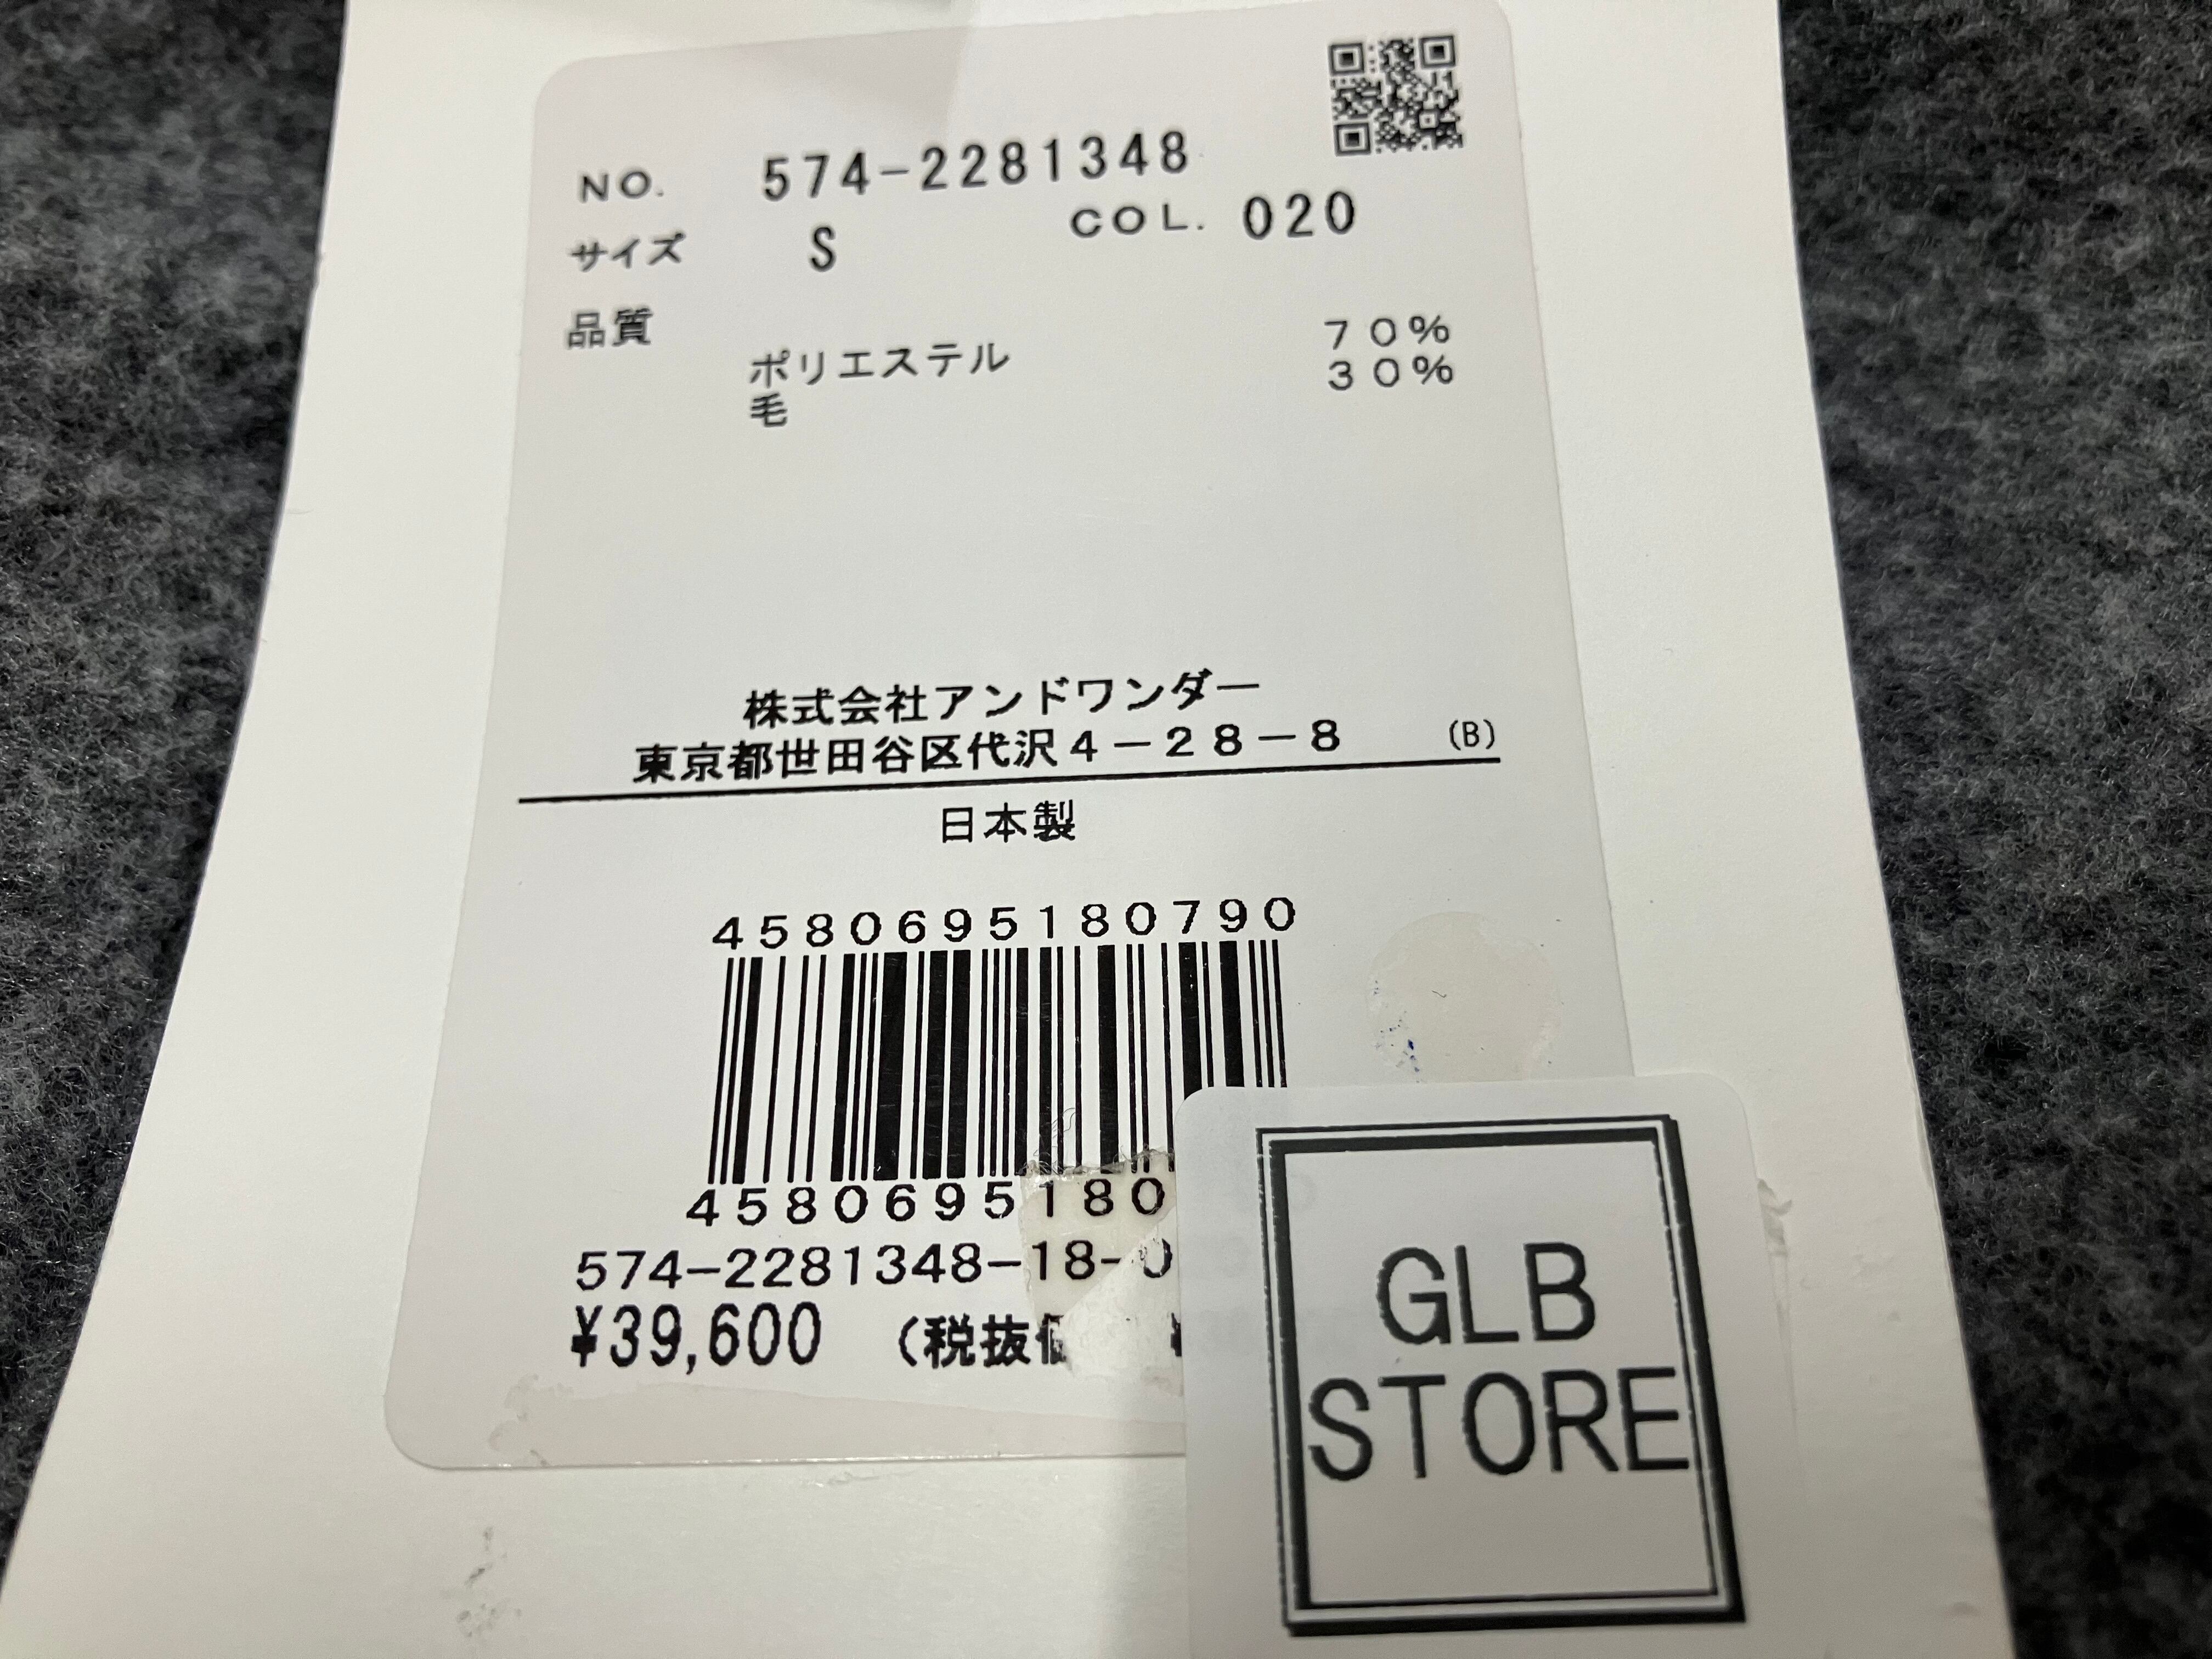 NO. 574-2281348
サイズ S COL. 020
品質
ポリエステル 70%
毛 30%
株式会社アンドワンダー
東京都世田谷区代沢4-28-8 (B)
日本製
4580695180790
4580695180
574-2281348-18-0
¥39,600 (税抜
GLB
STORE